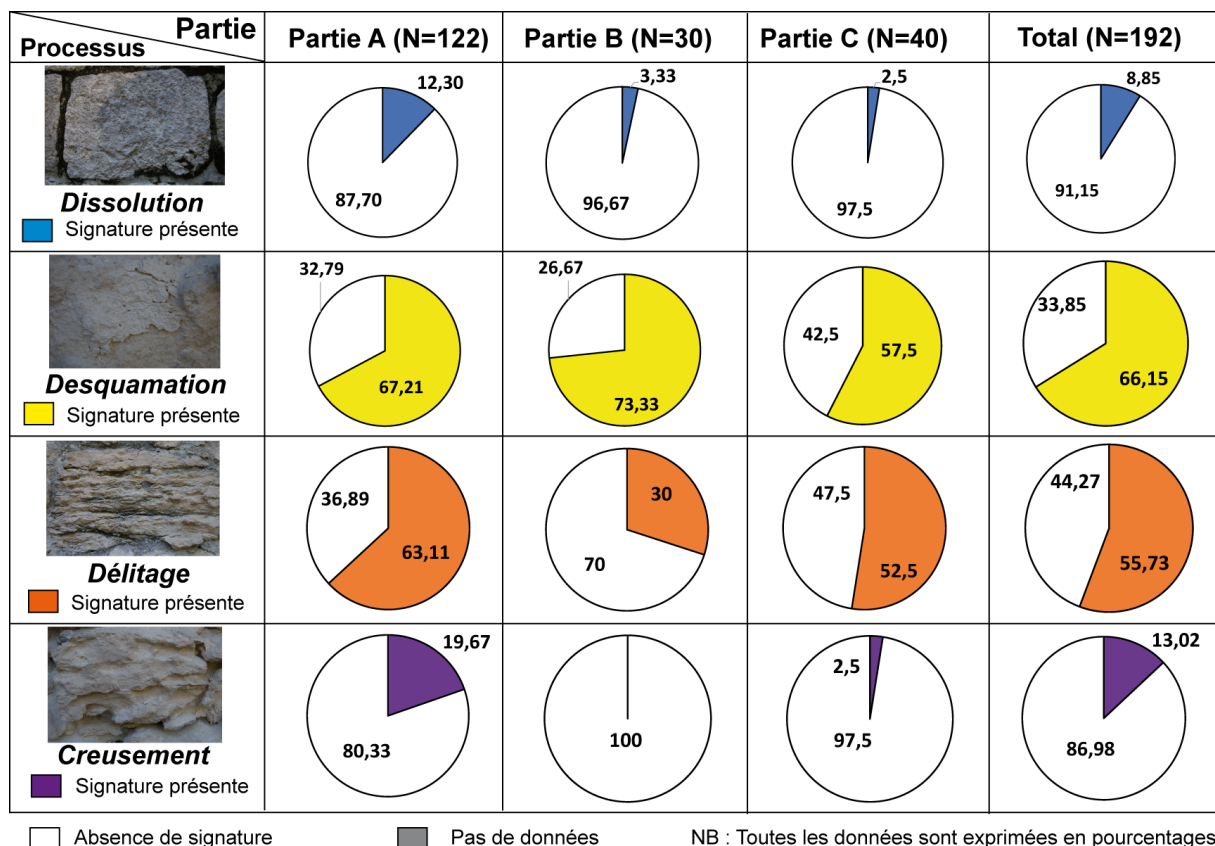 Partie
Processus
Partie A (N=122)
Partie B (N=30)
Partie C (N=40)
Total (N=192)
Dissolution
Signature présente
12,30
87,70
3,33
96,67
2,5
97,5
8,85
91,15
Desquamation
Signature présente
32,79
67,21
26,67
73,33
42,5
57,5
33,85
66,15
Délitage
Signature présente
36,89
63,11
30
70
47,5
52,5
44,27
55,73
Creusement
Signature présente
19,67
80,33
100
2,5
97,5
13,02
86,98
Absence de signature
Pas de données
NB : Toutes les données sont exprimées en pourcentages